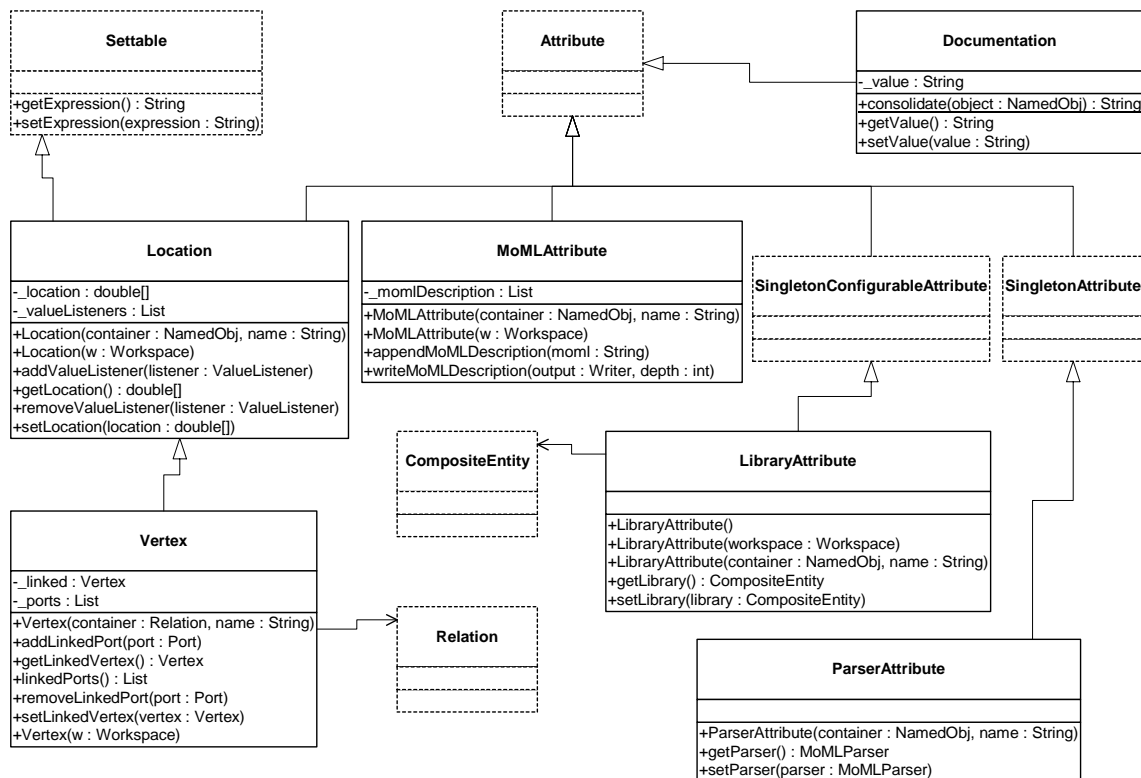 Settable
+getExpression() : String
+setExpression(expression : String)
Attribute
Documentation
-_value : String
+consolidate(object : NamedObj) : String
+getValue() : String
+setValue(value : String)
Location
-_location : double[]
-_valueListeners : List
+Location(container : NamedObj, name : String)
+Location(w : Workspace)
+addValueListener(listener : ValueListener)
+getLocation() : double[]
+removeValueListener(listener : ValueListener)
+setLocation(location : double[])
MoMLAttribute
-_momlDescription : List
+MoMLAttribute(container : NamedObj, name : String)
+MoMLAttribute(w : Workspace)
+appendMoMLDescription(moml : String)
+writeMoMLDescription(output : Writer, depth : int)
SingletonConfigurableAttribute
SingletonAttribute
CompositeEntity
LibraryAttribute
+LibraryAttribute()
+LibraryAttribute(workspace : Workspace)
+LibraryAttribute(container : NamedObj, name : String)
+getLibrary() : CompositeEntity
+setLibrary(library : CompositeEntity)
Vertex
-_linked : Vertex
-_ports : List
+Vertex(container : Relation, name : String)
+addLinkedPort(port : Port)
+getLinkedVertex() : Vertex
+linkedPorts() : List
+removeLinkedPort(port : Port)
+setLinkedVertex(vertex : Vertex)
+Vertex(w : Workspace)
Relation
ParserAttribute
+ParserAttribute(container : NamedObj, name : String)
+getParser() : MoMLParser
+setParser(parser : MoMLParser)